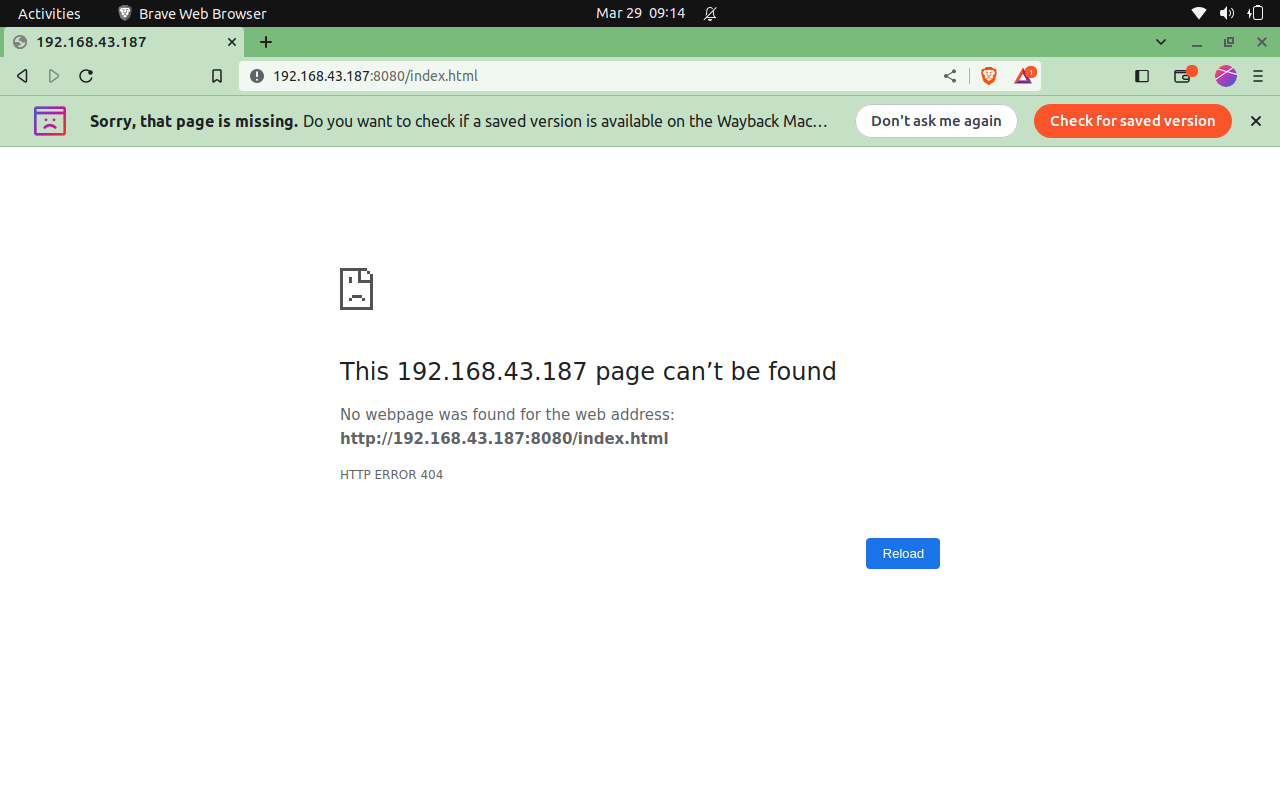 Activities Brave Web Browser Mar 29 09:14
192.168.43.187
192.168.43.187:8080/index.html 1
Sorry, that page is missing. Do you want to check if a saved version is available on the Wayback Mac… Don't ask me again Check for saved version
This 192.168.43.187 page can’t be found
No webpage was found for the web address:
http://192.168.43.187:8080/index.html
HTTP ERROR 404
Reload